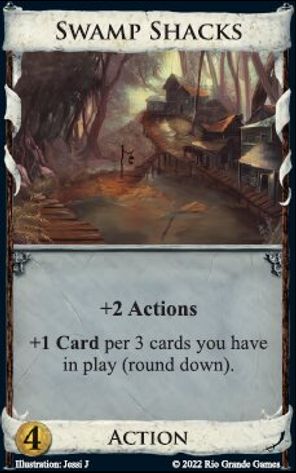 SWAMP SHACKS
+2 Actions
+1 Card per 3 cards you have
in play (round down).
4
ACTION
Illustration: Jessi J
© 2022 Rio Grande Games